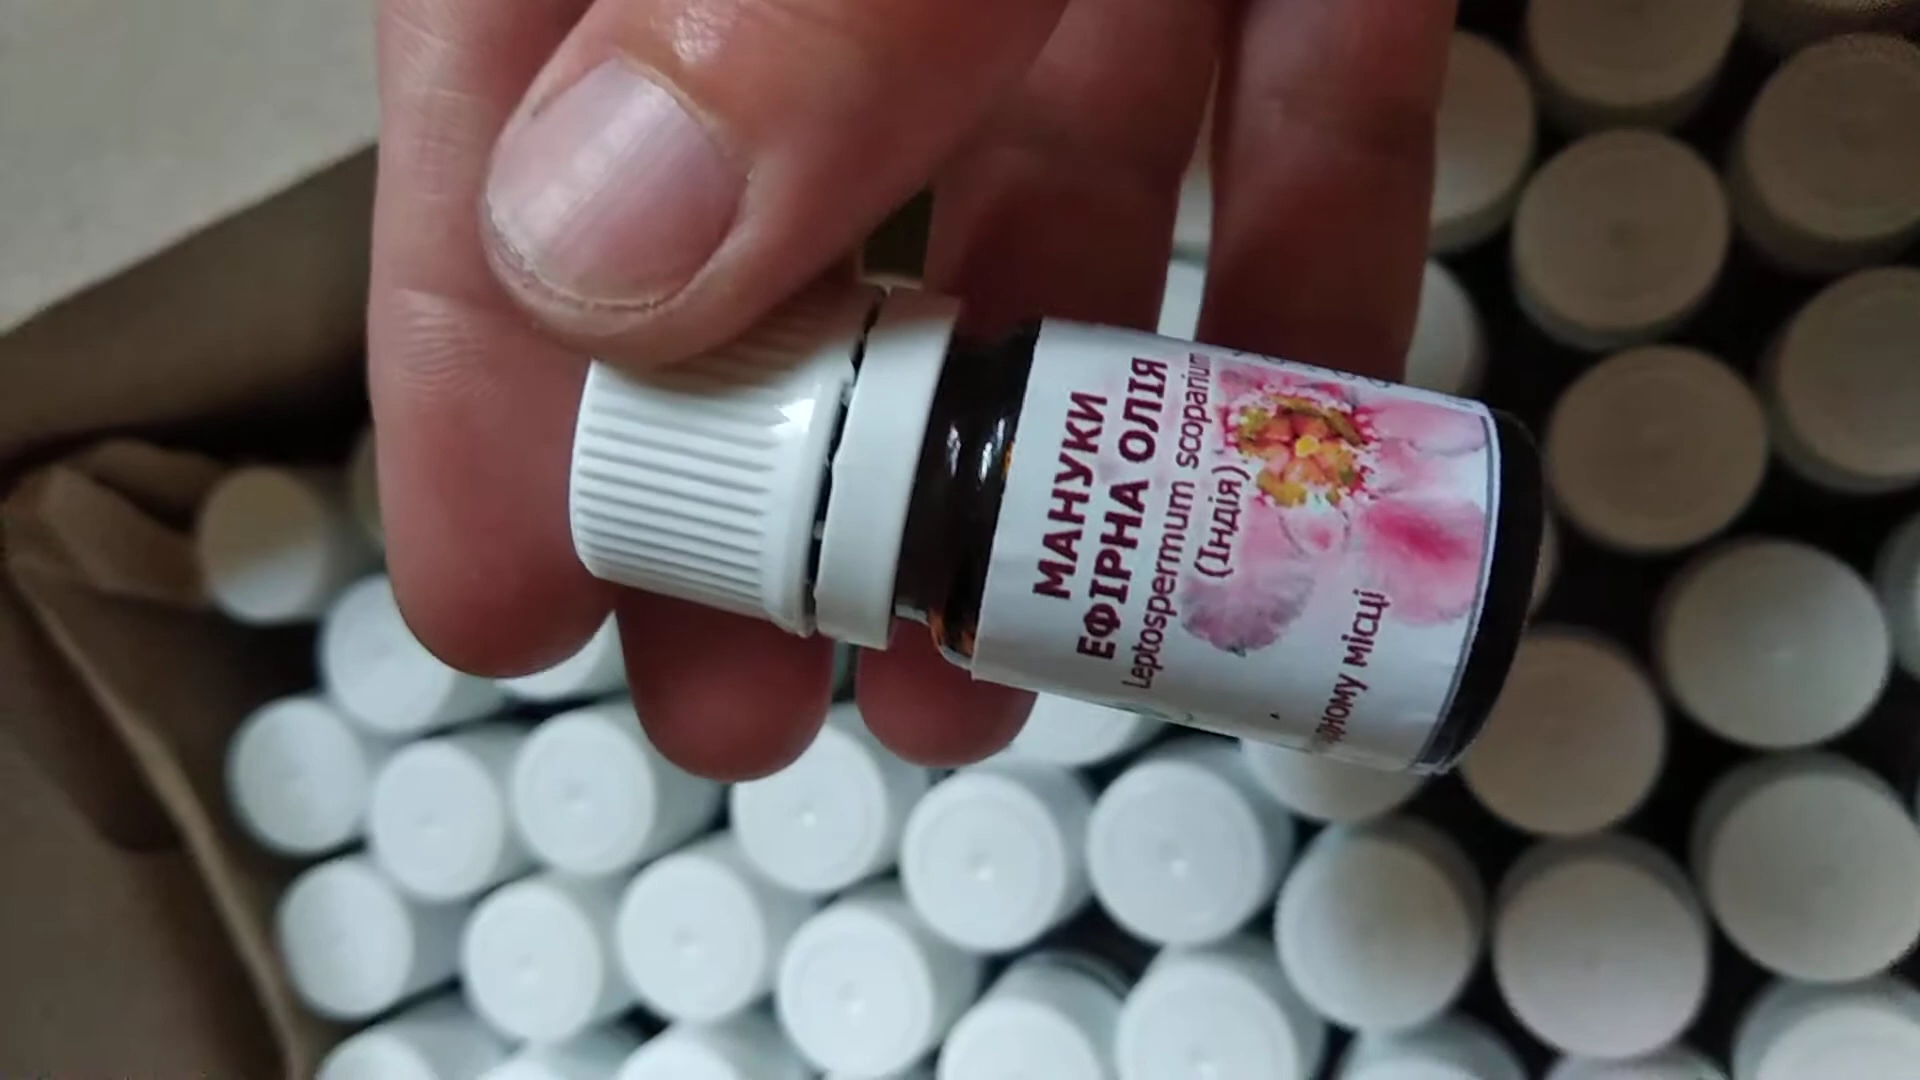 МАНУКИ
ЕФІРНА ОЛІЯ
Leptospermum scoparium
(Індія)
місці